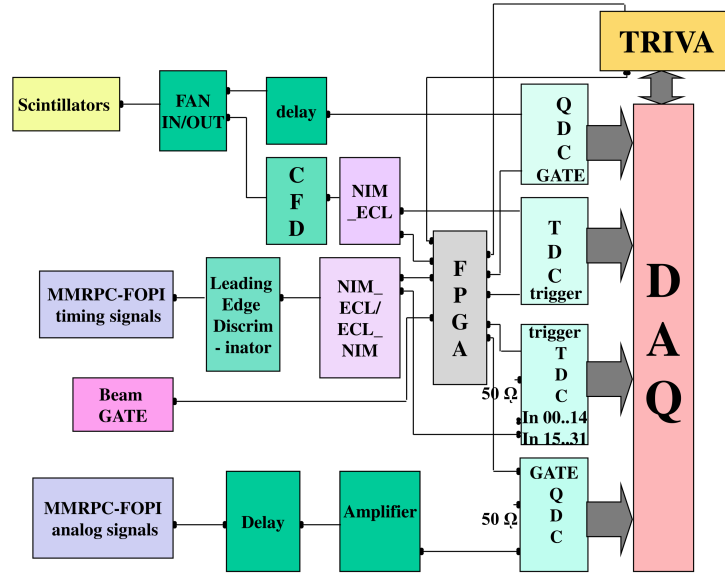 TRIVA
Scintillators
FAN
IN/OUT
delay
Q
D
C
GATE
C
F
D
NIM
_ECL
T
D
C
trigger
F
P
G
A
D
A
Q
MMRPC-FOPI
timing signals
Leading
Edge
Discrim
- inator
NIM_
ECL/
ECL_
NIM
trigger
T
D
C
50 Ω
In 00..14
In 15..31
Beam
GATE
MMRPC-FOPI
analog signals
Delay
Amplifier
GATE
Q
D
C
50 Ω